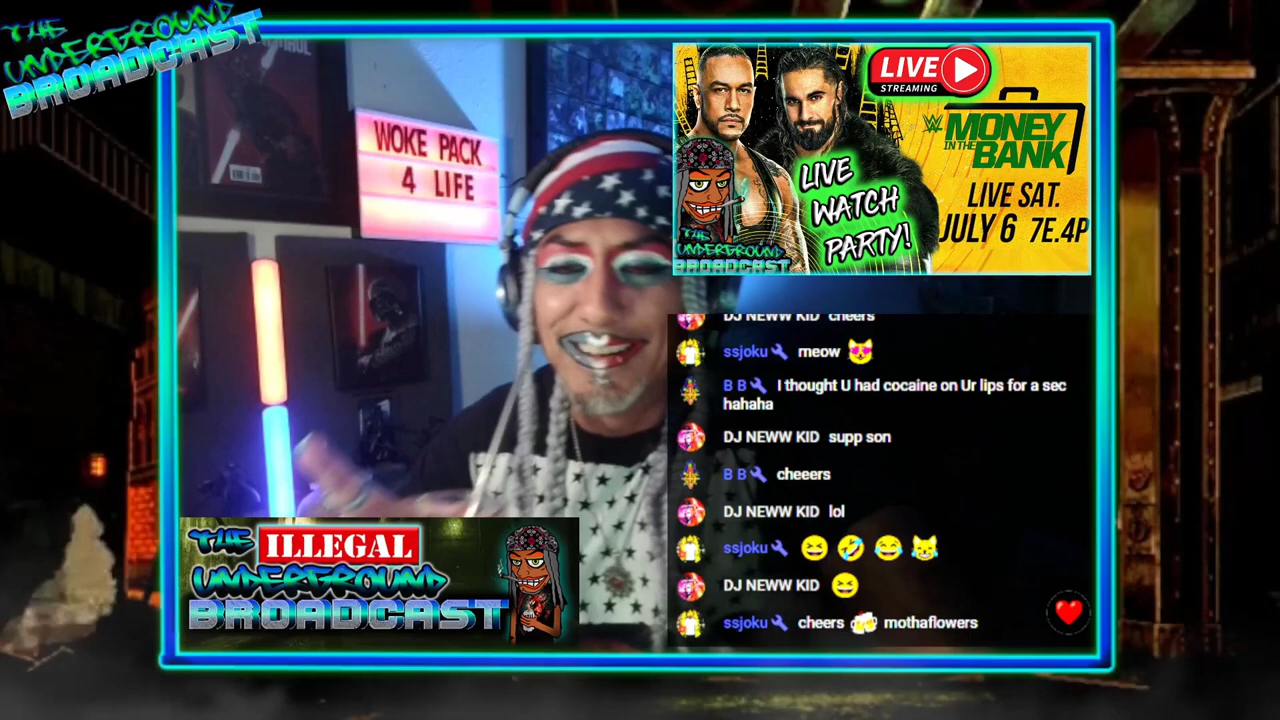 THE
UNDERGROUND
BROADCAST
WOKE PACK
4 LIFE
LIVE
STREAMING
W
MONEY
IN THE
BANK
LIVE
WATCH
PARTY!
LIVE SAT.
JULY 6 7E.4P
THE
UNDERGROUND
BROADCAST
DJ NEWW KID cheers
ssjoku meow 😻
B B I thought U had cocaine on Ur lips for a sec
hahaha
DJ NEWW KID supp son
B B cheeers
DJ NEWW KID lol
ssjoku 😆 🤣 😂 😹
DJ NEWW KID 😆
ssjoku cheers 🍻 mothaflowers
THE ILLEGAL
UNDERGROUND
BROADCAST